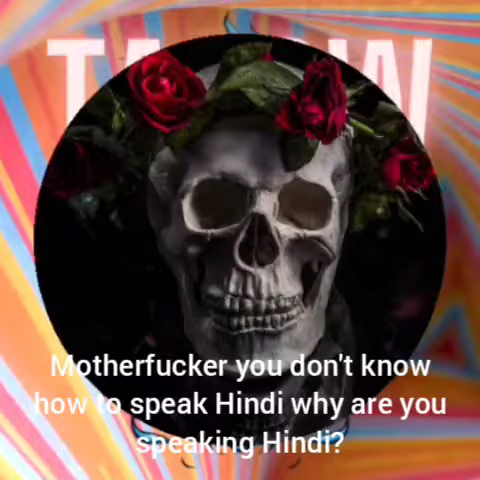 Motherfucker you don't know
how to speak Hindi why are you
speaking Hindi?